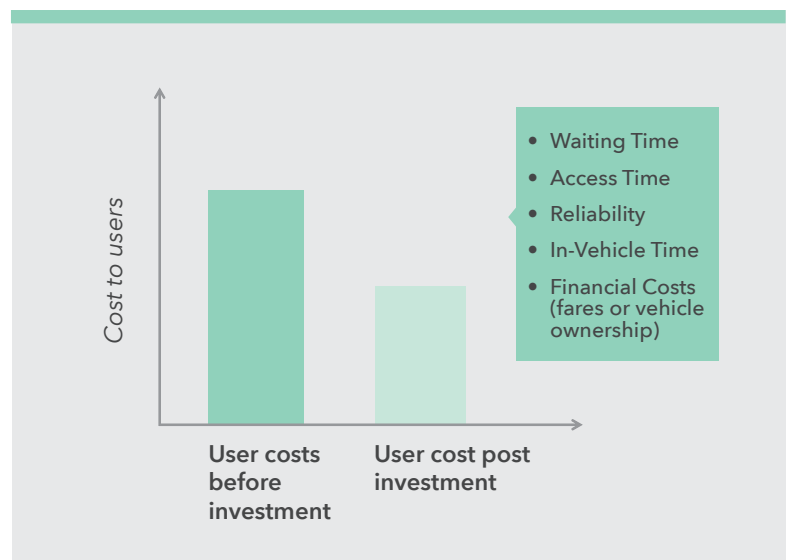 Cost to users
• Waiting Time
• Access Time
• Reliability
• In-Vehicle Time
• Financial Costs
(fares or vehicle
ownership)
User costs
before
investment
User cost post
investment